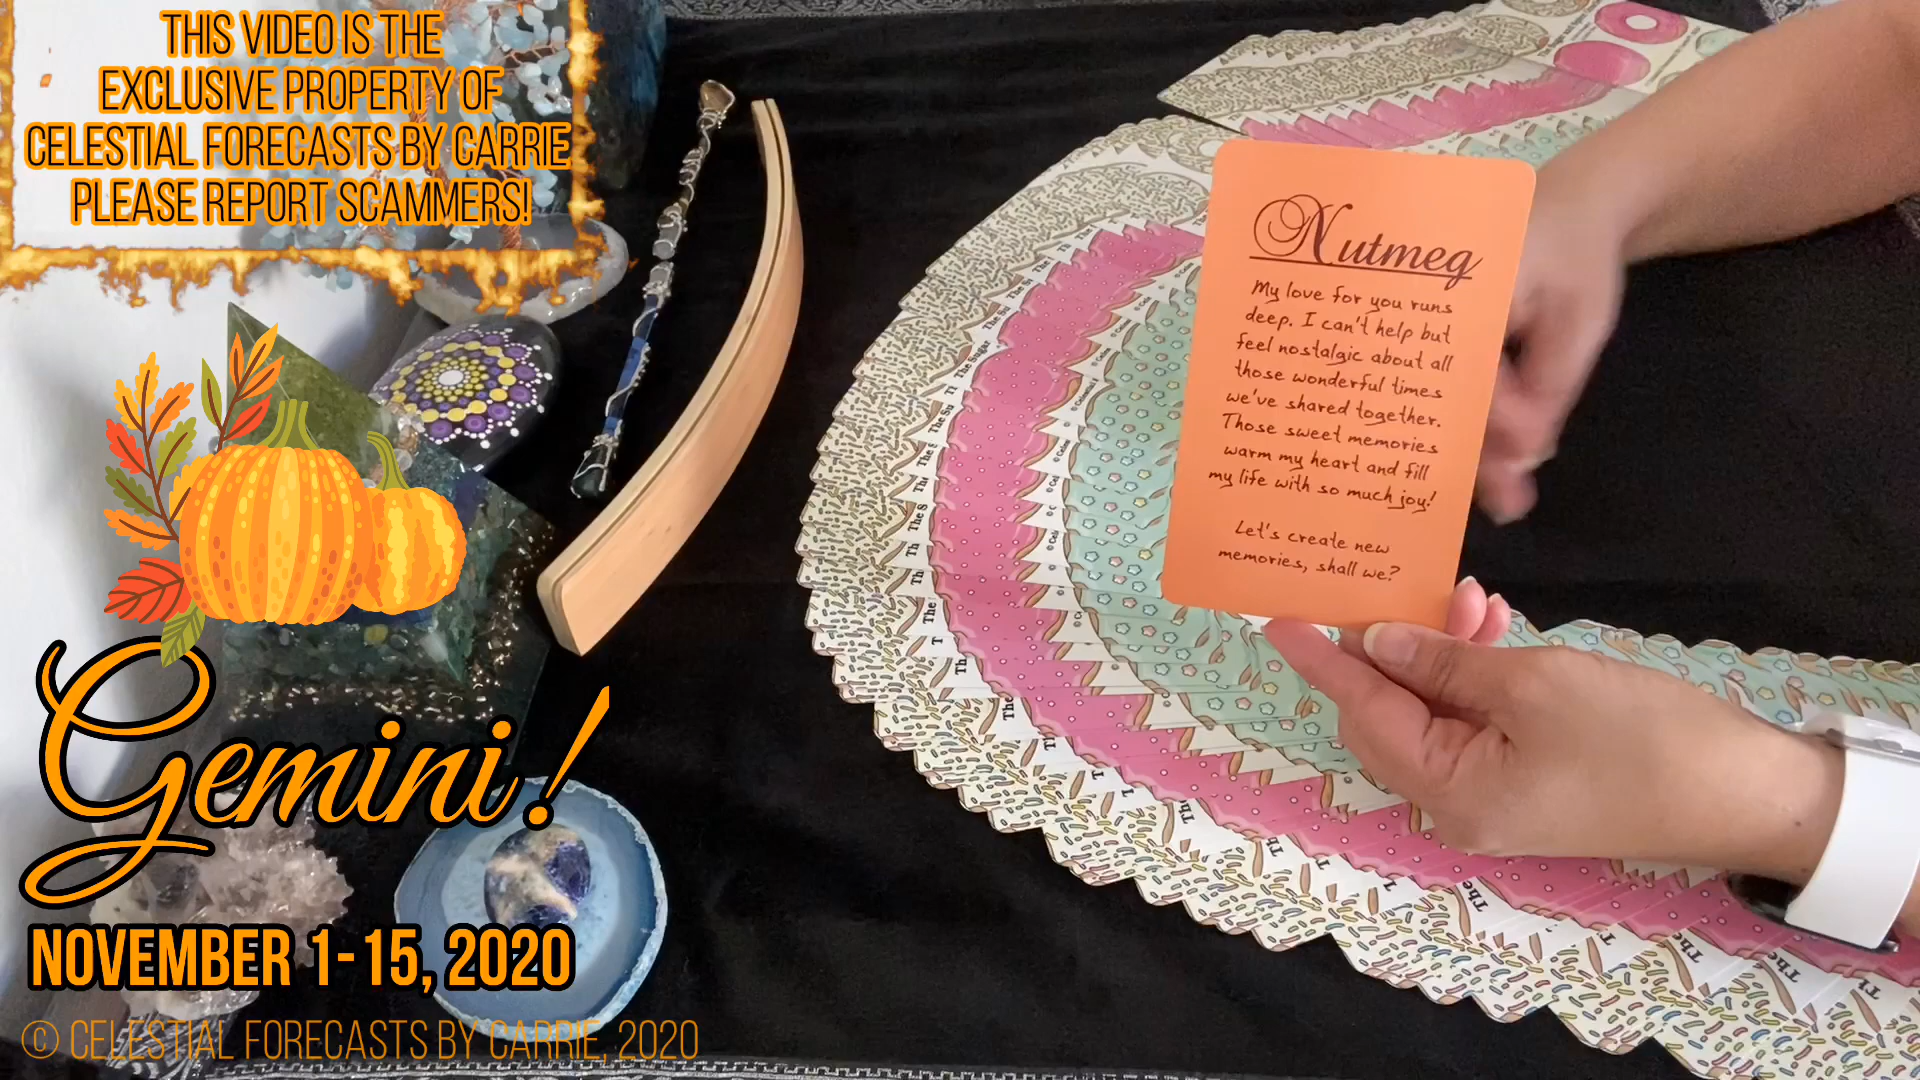 THIS VIDEO IS THE
EXCLUSIVE PROPERTY OF
CELESTIAL FORECASTS BY CARRIE
PLEASE REPORT SCAMMERS!
Gemini!
NOVEMBER 1-15, 2020
© CELESTIAL FORECASTS BY CARRIE, 2020
Nutmeg
My love for you runs
deep. I can't help but
feel nostalgic about all
those wonderful times
we've shared together.
Those sweet memories
warm my heart and fill
my life with so much joy!
Let's create new
memories, shall we?
The Sugar